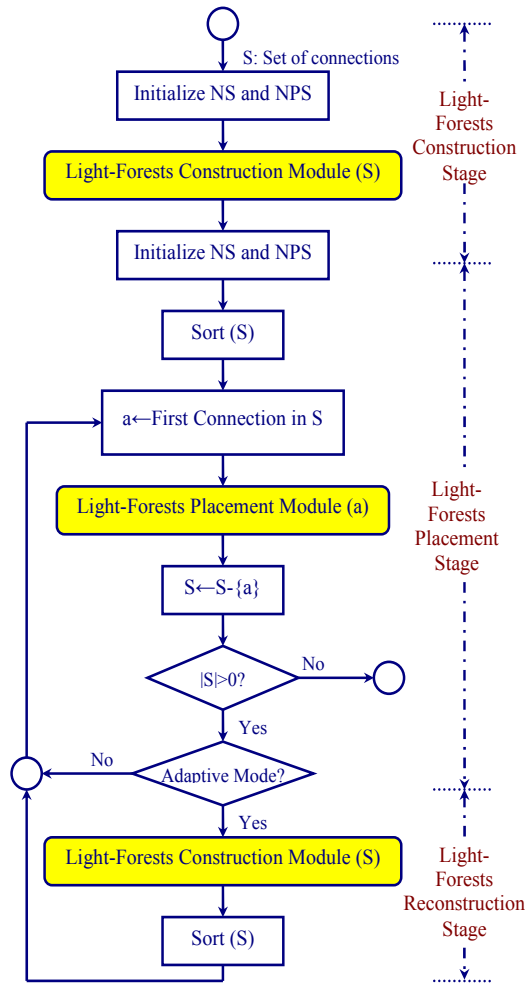 S: Set of connections
Initialize NS and NPS
Light-Forests Construction Module (S)
Initialize NS and NPS
Sort (S)
a←First Connection in S
Light-Forests Placement Module (a)
S←S-{a}
|S|>0?
No
Yes
Adaptive Mode?
No
Yes
Light-Forests Construction Module (S)
Sort (S)
Light-
Forests
Construction
Stage
Light-
Forests
Placement
Stage
Light-
Forests
Reconstruction
Stage